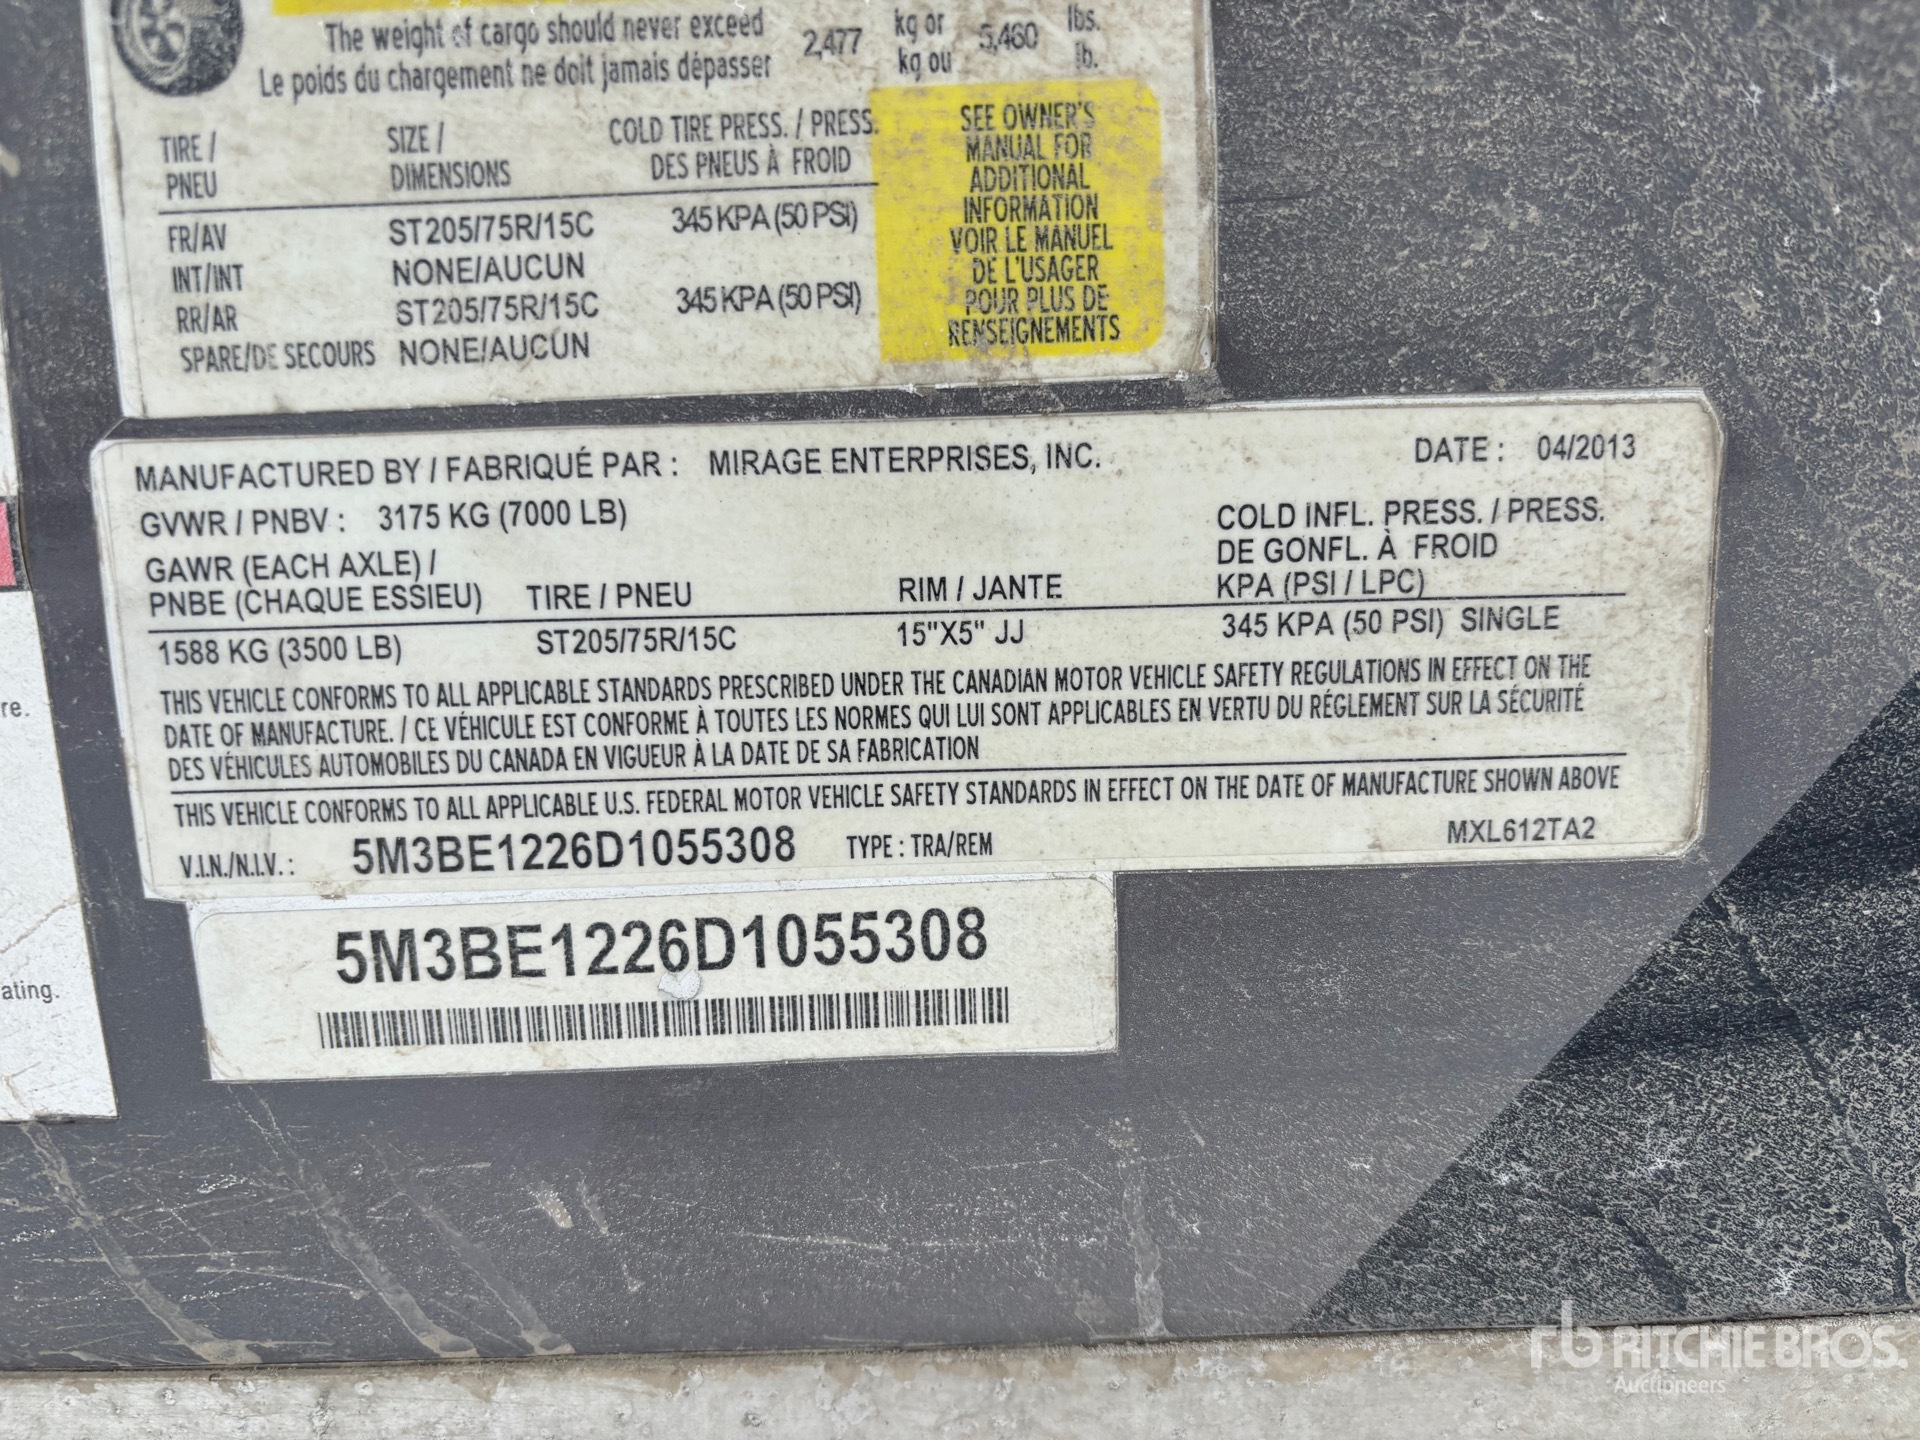 The weight of cargo should never exceed 2,477 kg or 5,460 lbs.
Le poids du chargement ne doit jamais dépasser kg ou lb.
TIRE / SIZE / COLD TIRE PRESS. / PRESS.
PNEU DIMENSIONS DES PNEUS À FROID
FR/AV ST205/75R/15C 345 KPA (50 PSI)
INT/INT NONE/AUCUN
RR/AR ST205/75R/15C 345 KPA (50 PSI)
SPARE/DE SECOURS NONE/AUCUN
SEE OWNER'S
MANUAL FOR
ADDITIONAL
INFORMATION
VOIR LE MANUEL
DE L'USAGER
POUR PLUS DE
RENSEIGNEMENTS
MANUFACTURED BY / FABRIQUÉ PAR : MIRAGE ENTERPRISES, INC. DATE : 04/2013
GVWR / PNBV : 3175 KG (7000 LB) COLD INFL. PRESS. / PRESS.
GAWR (EACH AXLE) / DE GONFL. À FROID
PNBE (CHAQUE ESSIEU) TIRE / PNEU RIM / JANTE KPA (PSI / LPC)
1588 KG (3500 LB) ST205/75R/15C 15"X5" JJ 345 KPA (50 PSI) SINGLE
THIS VEHICLE CONFORMS TO ALL APPLICABLE STANDARDS PRESCRIBED UNDER THE CANADIAN MOTOR VEHICLE SAFETY REGULATIONS IN EFFECT ON THE
DATE OF MANUFACTURE. / CE VÉHICULE EST CONFORME À TOUTES LES NORMES QUI LUI SONT APPLICABLES EN VERTU DU RÉGLEMENT SUR LA SÉCURITÉ
DES VÉHICULES AUTOMOBILES DU CANADA EN VIGUEUR À LA DATE DE SA FABRICATION
THIS VEHICLE CONFORMS TO ALL APPLICABLE U.S. FEDERAL MOTOR VEHICLE SAFETY STANDARDS IN EFFECT ON THE DATE OF MANUFACTURE SHOWN ABOVE
V.I.N./N.I.V. : 5M3BE1226D1055308 TYPE : TRA/REM MXL612TA2
5M3BE1226D1055308
re.
ating.
rb RITCHIE BROS.
Auctioneers